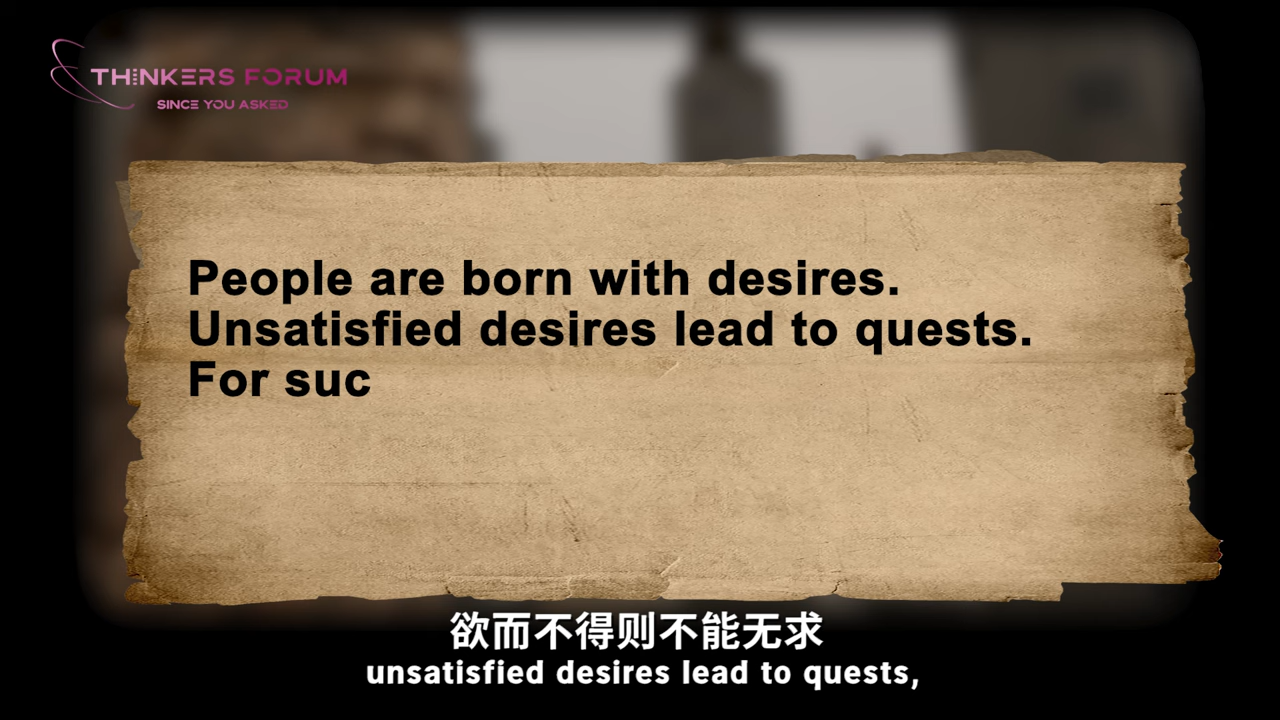 THINKERS FORUM
SINCE YOU ASKED
People are born with desires.
Unsatisfied desires lead to quests.
For suc
欲而不得则不能无求
unsatisfied desires lead to quests,